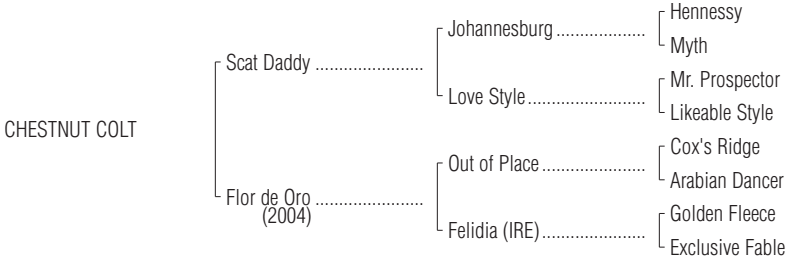 Hennessy
Johannesburg ...................
Myth
Scat Daddy .......................
Mr. Prospector
Love Style.........................
Likeable Style
CHESTNUT COLT
Cox's Ridge
Out of Place......................
Arabian Dancer
Flor de Oro .......................
(2004)
Golden Fleece
Felidia (IRE)......................
Exclusive Fable